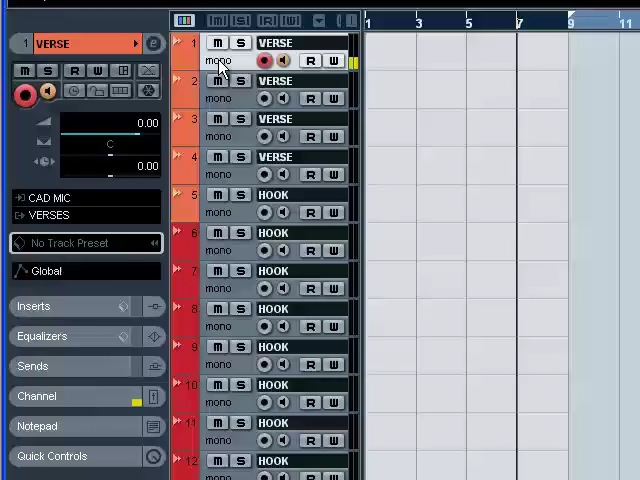 1 VERSE e
M S R W
0.00
C
0.00
CAD MIC
VERSES
No Track Preset
Global
Inserts
Equalizers
Sends
Channel
Notepad
Quick Controls
M S R W
1 3 5 7 9 11
1 M S VERSE
mono R W
2 M S VERSE
mono R W
3 M S VERSE
mono R W
4 M S VERSE
mono R W
5 M S HOOK
mono R W
6 M S HOOK
mono R W
7 M S HOOK
mono R W
8 M S HOOK
mono R W
9 M S HOOK
mono R W
10 M S HOOK
mono R W
11 M S HOOK
mono R W
12 M S HOOK